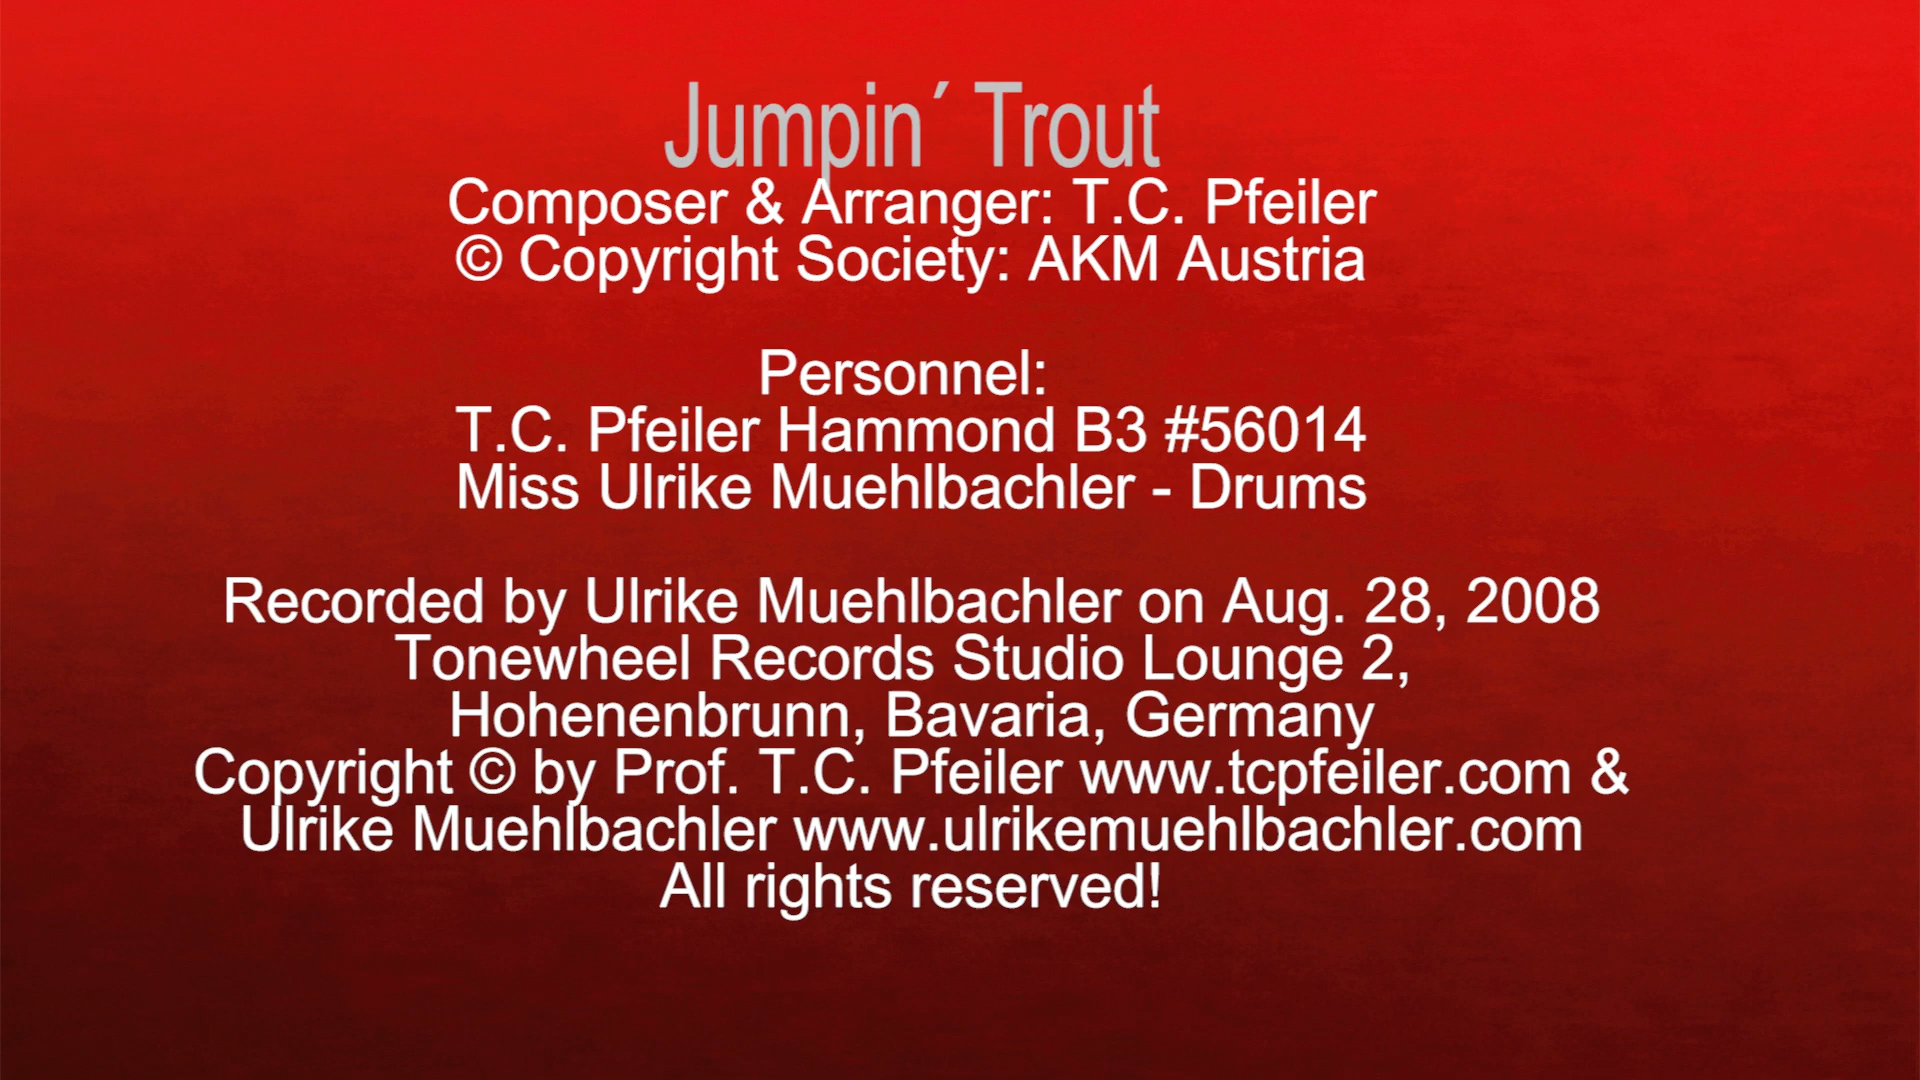 Jumpin´ Trout
Composer & Arranger: T.C. Pfeiler
© Copyright Society: AKM Austria
Personnel:
T.C. Pfeiler Hammond B3 #56014
Miss Ulrike Muehlbachler - Drums
Recorded by Ulrike Muehlbachler on Aug. 28, 2008
Tonewheel Records Studio Lounge 2,
Hohenenbrunn, Bavaria, Germany
Copyright © by Prof. T.C. Pfeiler www.tcpfeiler.com &
Ulrike Muehlbachler www.ulrikemuehlbachler.com
All rights reserved!